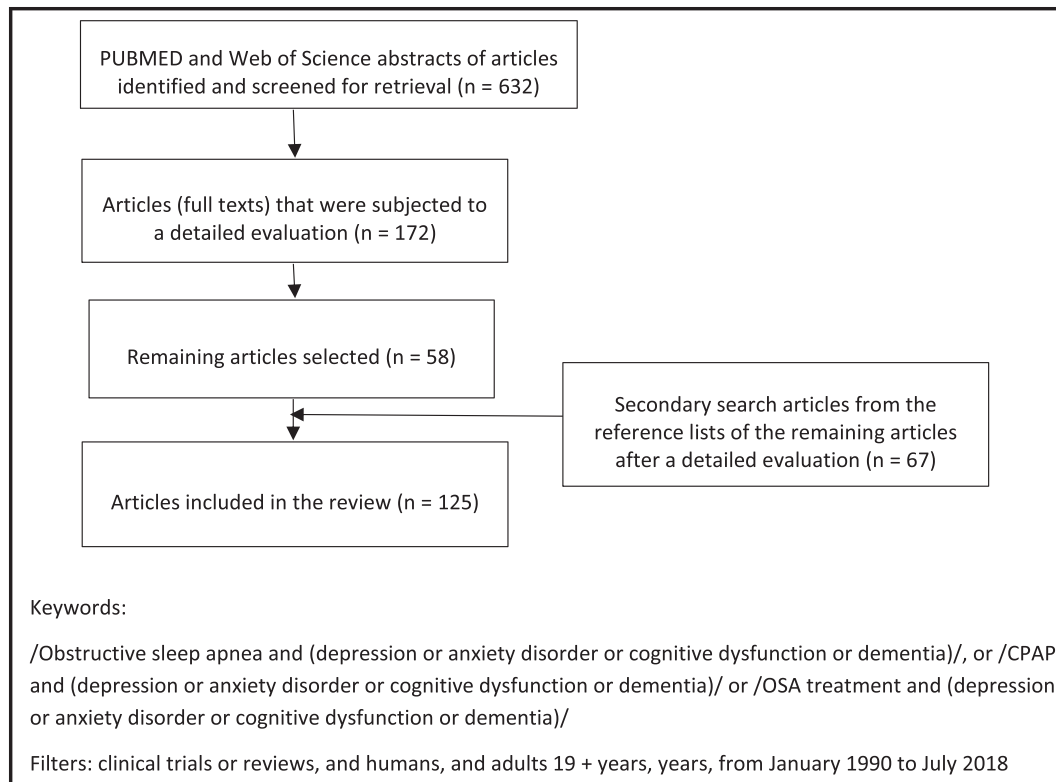 PUBMED and Web of Science abstracts of articles
identified and screened for retrieval (n = 632)
Articles (full texts) that were subjected to
a detailed evaluation (n = 172)
Remaining articles selected (n = 58)
Secondary search articles from the
reference lists of the remaining articles
after a detailed evaluation (n = 67)
Articles included in the review (n = 125)
Keywords:
/Obstructive sleep apnea and (depression or anxiety disorder or cognitive dysfunction or dementia)/, or /CPAP
and (depression or anxiety disorder or cognitive dysfunction or dementia)/ or /OSA treatment and (depression
or anxiety disorder or cognitive dysfunction or dementia)/
Filters: clinical trials or reviews, and humans, and adults 19 + years, years, from January 1990 to July 2018